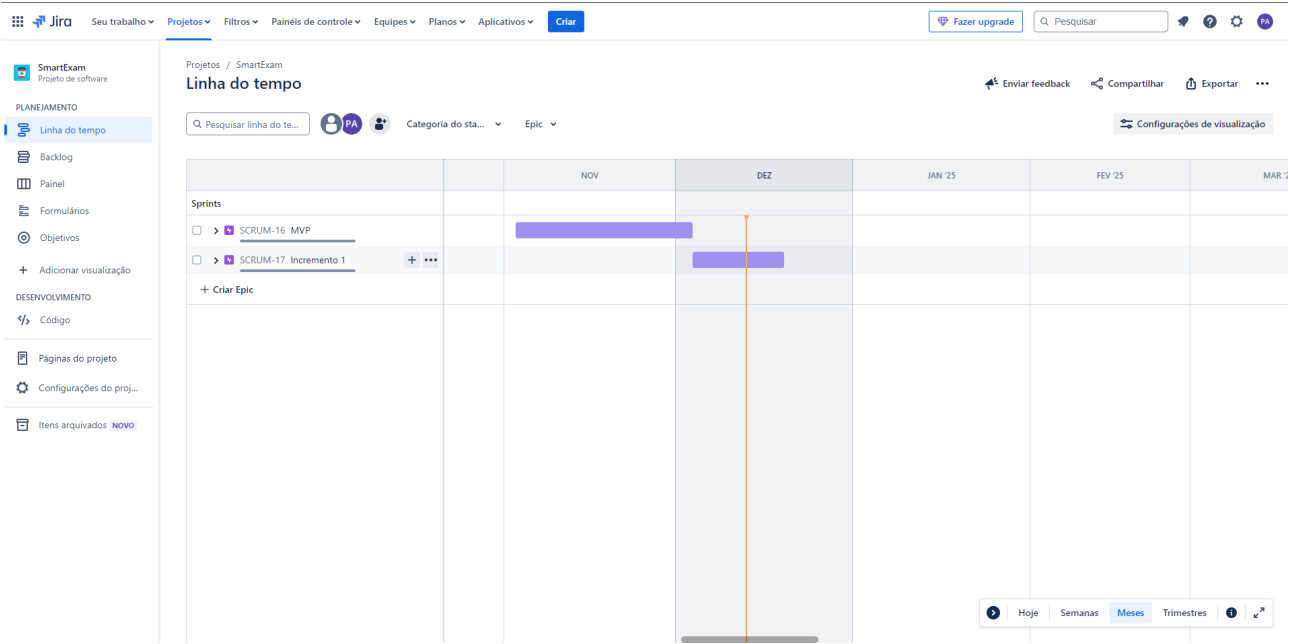 Jira Seu trabalho Projetos Filtros Painéis de controle Equipes Planos Aplicativos Criar Fazer upgrade Pesquisar PA
SmartExam
Projeto de software
PLANEJAMENTO
Linha do tempo
Backlog
Painel
Formulários
Objetivos
Adicionar visualização
DESENVOLVIMENTO
Código
Páginas do projeto
Configurações do proj...
Itens arquivados NOVO
Projetos / SmartExam
Linha do tempo
Enviar feedback Compartilhar Exportar
Pesquisar linha do te... PA Categoria do sta... Epic Configurações de visualização
NOV DEZ JAN '25 FEV '25 MAR '2
Sprints
SCRUM-16 MVP
SCRUM-17 Incremento 1
+ Criar Epic
Hoje Semanas Meses Trimestres